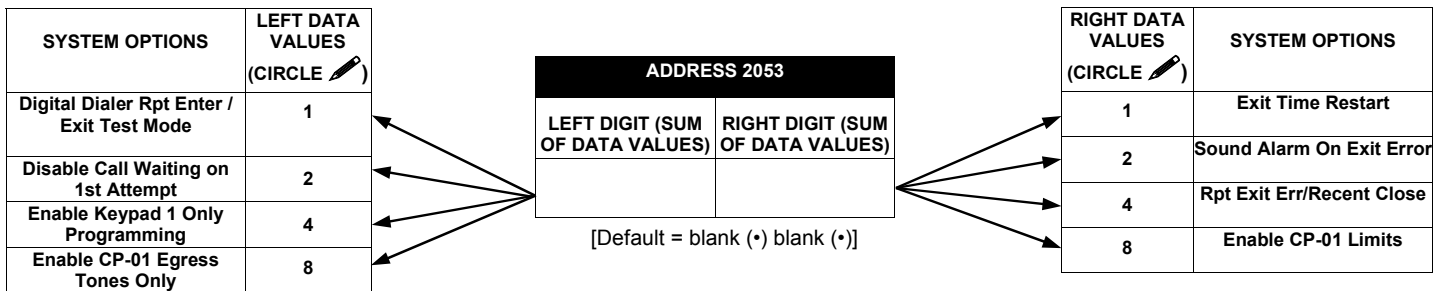 SYSTEM OPTIONS
LEFT DATA
VALUES
(CIRCLE ✎)
Digital Dialer Rpt Enter /
Exit Test Mode
1
Disable Call Waiting on
1st Attempt
2
Enable Keypad 1 Only
Programming
4
Enable CP-01 Egress
Tones Only
8
ADDRESS 2053
LEFT DIGIT (SUM
OF DATA VALUES)
RIGHT DIGIT (SUM
OF DATA VALUES)
[Default = blank (•) blank (•)]
RIGHT DATA
VALUES
(CIRCLE ✎)
SYSTEM OPTIONS
1
Exit Time Restart
2
Sound Alarm On Exit Error
4
Rpt Exit Err/Recent Close
8
Enable CP-01 Limits